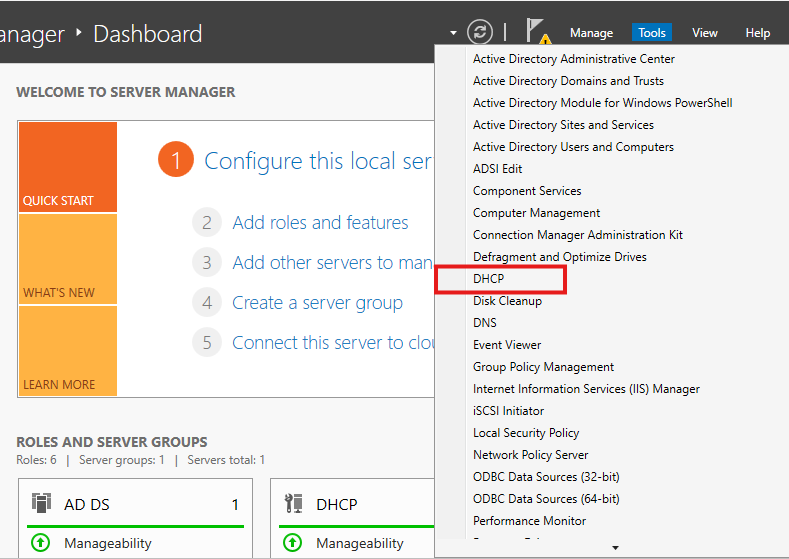 anager ‣ Dashboard
Manage Tools View Help
WELCOME TO SERVER MANAGER
QUICK START
WHAT'S NEW
LEARN MORE
1 Configure this local ser
2 Add roles and features
3 Add other servers to man
4 Create a server group
5 Connect this server to clou
Active Directory Administrative Center
Active Directory Domains and Trusts
Active Directory Module for Windows PowerShell
Active Directory Sites and Services
Active Directory Users and Computers
ADSI Edit
Component Services
Computer Management
Connection Manager Administration Kit
Defragment and Optimize Drives
DHCP
Disk Cleanup
DNS
Event Viewer
Group Policy Management
Internet Information Services (IIS) Manager
iSCSI Initiator
Local Security Policy
Network Policy Server
ODBC Data Sources (32-bit)
ODBC Data Sources (64-bit)
Performance Monitor
ROLES AND SERVER GROUPS
Roles: 6 | Server groups: 1 | Servers total: 1
AD DS 1
Manageability
DHCP
Manageability